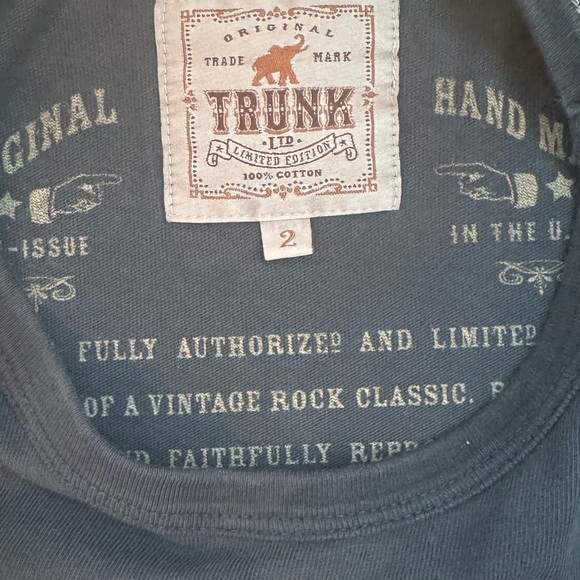 ORIGINAL
TRADE MARK
TRUNK
LTD
LIMITED EDITION
100% COTTON
2
GINAL HAND M
-ISSUE IN THE U.
FULLY AUTHORIZED AND LIMITED
OF A VINTAGE ROCK CLASSIC.
FAITHFULLY